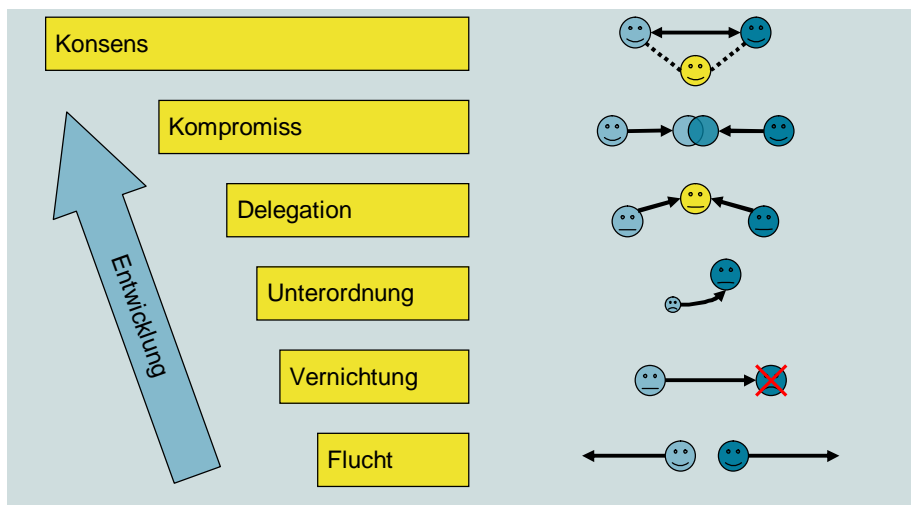 Konsens
Kompromiss
Delegation
Unterordnung
Vernichtung
Flucht
Entwicklung